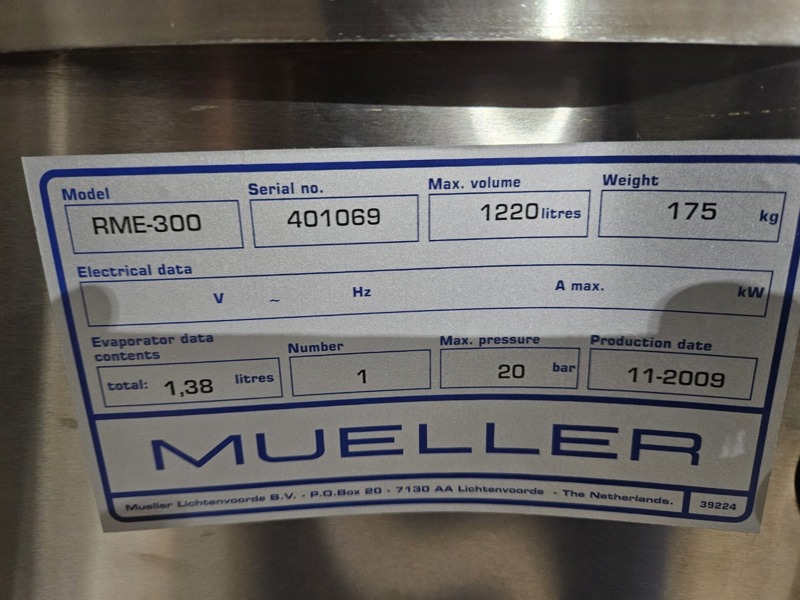 Model Serial no. Max. volume Weight
RME-300 401069 1220 litres 175 kg
Electrical data
V ~ Hz A max. kW
Evaporator data contents Number Max. pressure Production date
total: 1,38 litres 1 20 bar 11-2009
MUELLER
Mueller Lichtenvoorde B.V. - P.O.Box 20 - 7130 AA Lichtenvoorde - The Netherlands. 39224